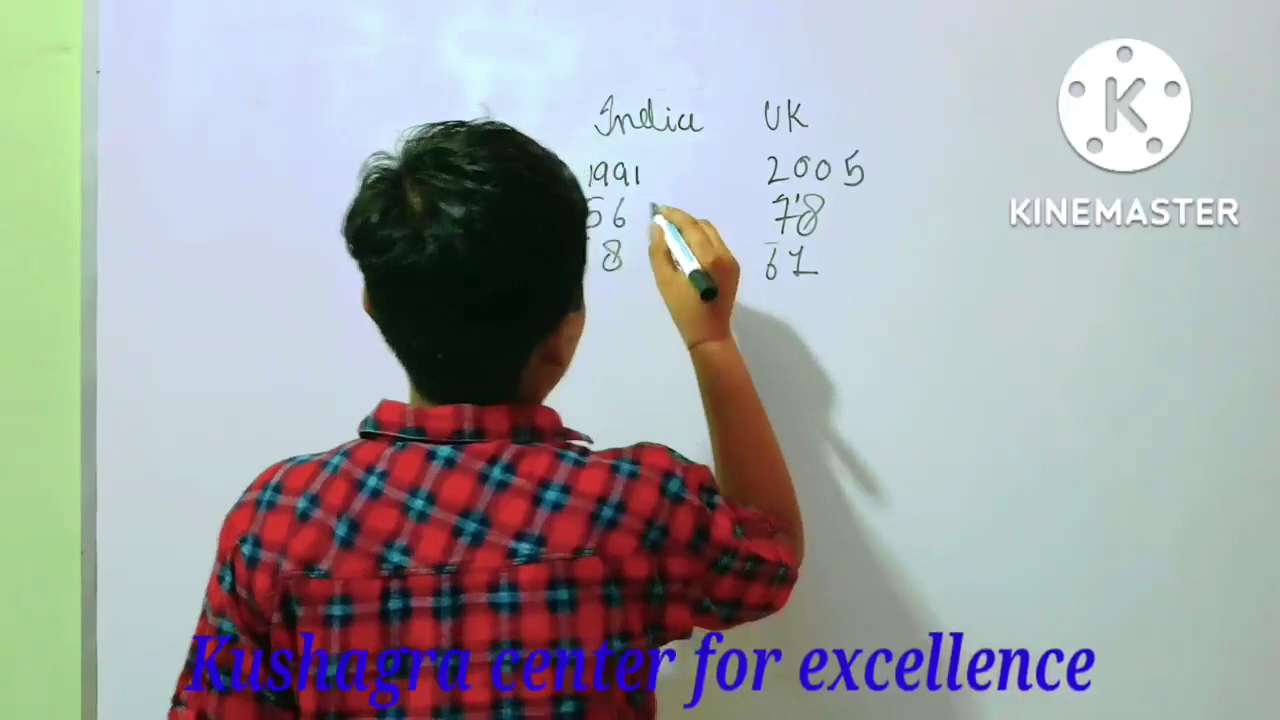 India UK
1991 2005
56 78
8 61
KINEMASTER
Kushagra center for excellence